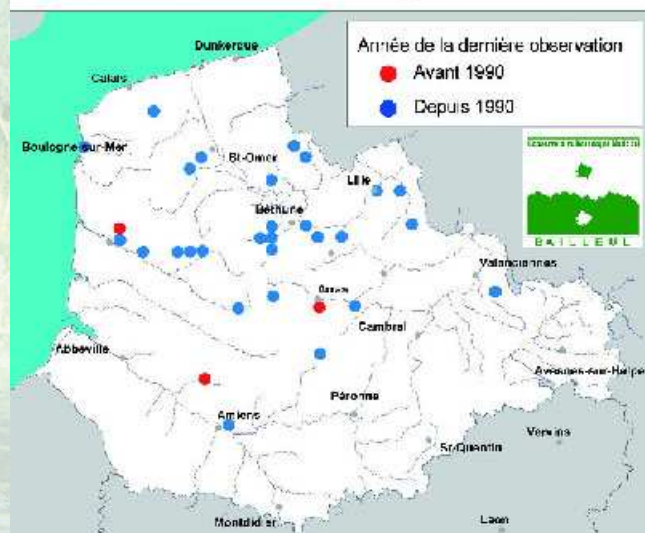 Année de la dernière observation
Avant 1990
Depuis 1990
Dunkerque
Calais
Boulogne-sur-Mer
St-Omer
Lille
Béthune
Valenciennes
Arras
Cambrai
Abbeville
Avesnes-sur-Helpe
Péronne
Amiens
Vervins
St-Quentin
Montdidier
Laon
BAILLEUL